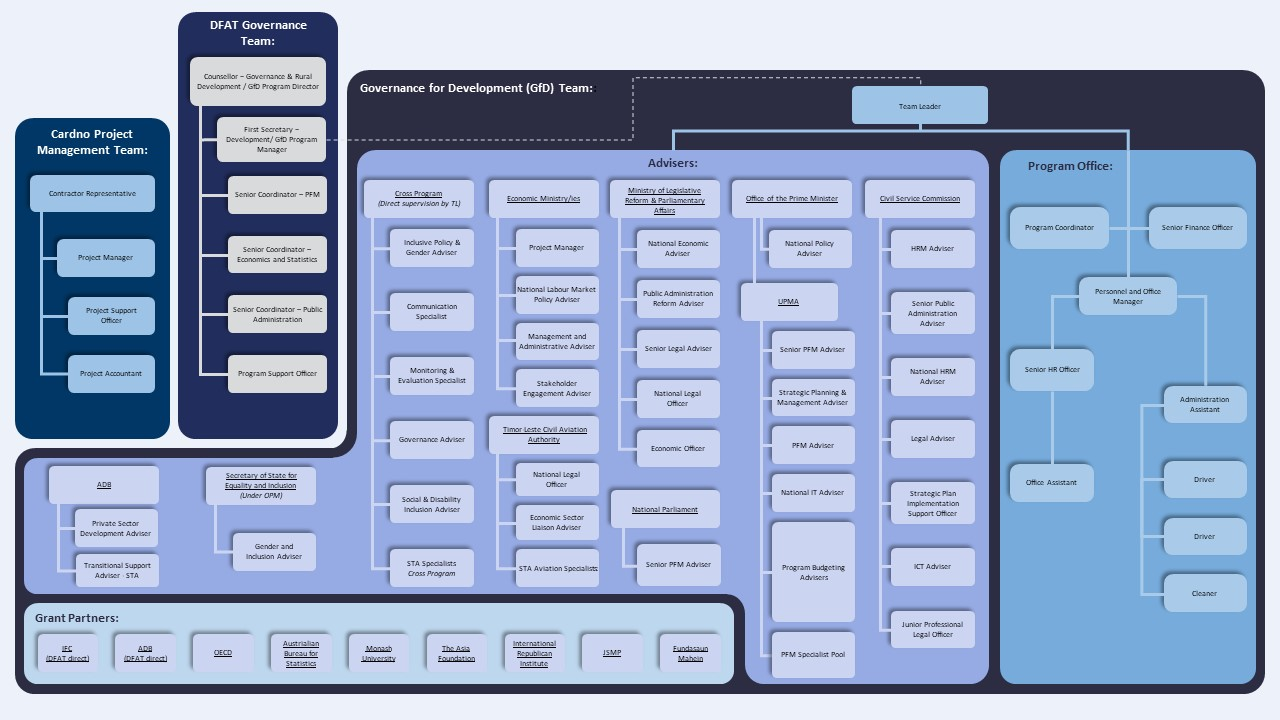 DFAT Governance
Team:
Counsellor – Governance & Rural
Development / GfD Program Director
First Secretary –
Development/ GfD Program
Manager
Senior Coordinator – PFM
Senior Coordinator –
Economics and Statistics
Senior Coordinator – Public
Administration
Program Support Officer
Cardno Project
Management Team:
Contractor Representative
Project Manager
Project Support
Officer
Project Accountant
Governance for Development (GfD) Team:
Team Leader
Advisers:
Cross Program
(Direct supervision by TL)
Inclusive Policy &
Gender Adviser
Communication
Specialist
Monitoring &
Evaluation Specialist
Governance Adviser
Social & Disability
Inclusion Adviser
STA Specialists
Cross Program
Economic Ministry/ies
Project Manager
National Labour Market
Policy Adviser
Management and
Administrative Adviser
Stakeholder
Engagement Adviser
Timor-Leste Civil Aviation
Authority
National Legal
Officer
Economic Sector
Liaison Adviser
STA Aviation Specialists
Ministry of Legislative
Reform & Parliamentary
Affairs
National Economic
Adviser
Public Administration
Reform Adviser
Senior Legal Adviser
National Legal
Officer
Economic Officer
National Parliament
Senior PFM Adviser
Office of the Prime Minister
National Policy
Adviser
UPMA
Senior PFM Adviser
Strategic Planning &
Management Adviser
PFM Adviser
National IT Adviser
Program Budgeting
Advisers
PFM Specialist Pool
Civil Service Commission
HRM Adviser
Senior Public
Administration
Adviser
National HRM
Adviser
Legal Adviser
Strategic Plan
Implementation
Support Officer
ICT Adviser
Junior Professional
Legal Officer
Program Office:
Program Coordinator
Senior Finance Officer
Personnel and Office
Manager
Senior HR Officer
Office Assistant
Administration
Assistant
Driver
Driver
Cleaner
ADB
Private Sector
Development Adviser
Transitional Support
Adviser - STA
Secretary of State for
Equality and Inclusion
(Under OPM)
Gender and
Inclusion Adviser
Grant Partners:
IFC
(DFAT direct)
ADB
(DFAT direct)
OECD
Austrialian
Bureau for
Statistics
Monash
University
The Asia
Foundation
International
Republican
Institute
JSMP
Fundasaun
Mahein